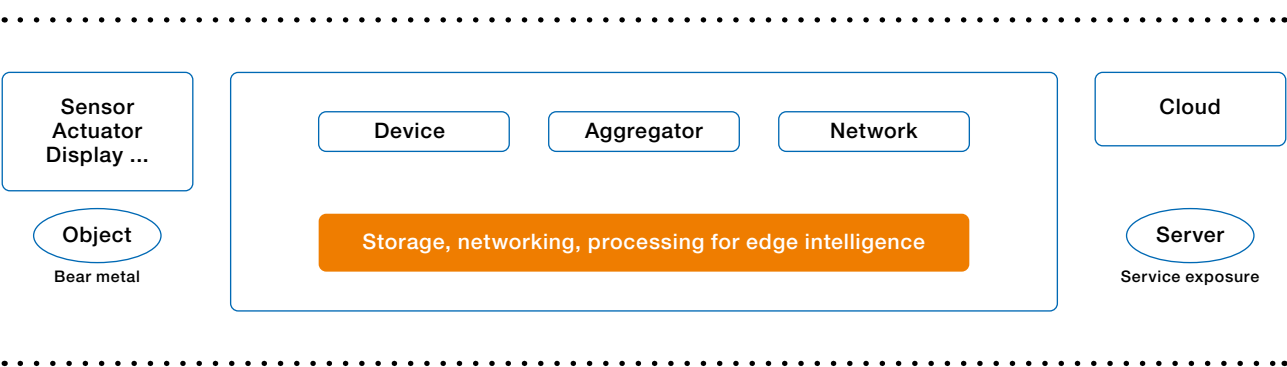 Sensor
Actuator
Display ...
Object
Bear metal
Device
Aggregator
Network
Storage, networking, processing for edge intelligence
Cloud
Server
Service exposure